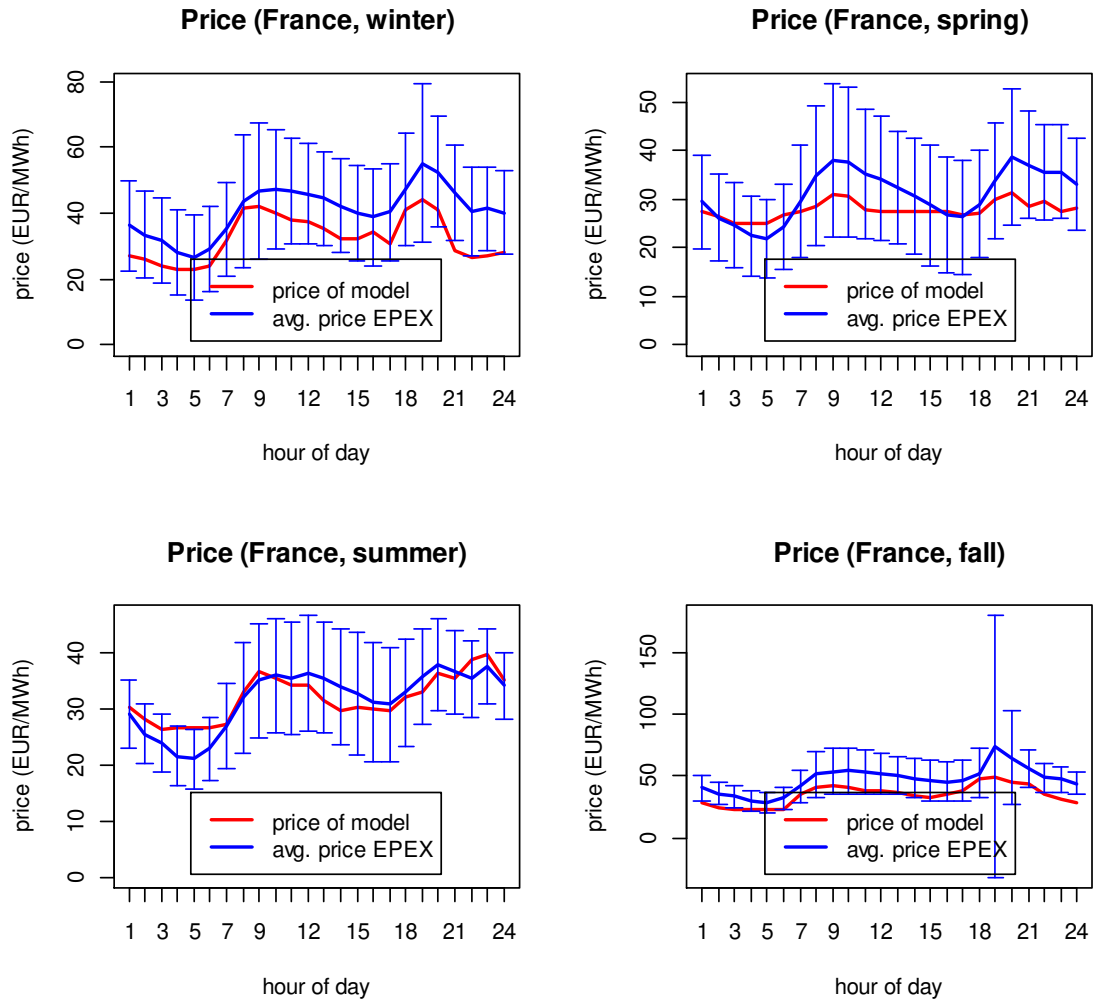 Price (France, winter)
price (EUR/MWh)
80
60
40
20
0
price of model
avg. price EPEX
1 3 5 7 9 12 15 18 21 24
hour of day
Price (France, spring)
price (EUR/MWh)
50
40
30
20
10
0
price of model
avg. price EPEX
1 3 5 7 9 12 15 18 21 24
hour of day
Price (France, summer)
price (EUR/MWh)
40
30
20
10
0
price of model
avg. price EPEX
1 3 5 7 9 12 15 18 21 24
hour of day
Price (France, fall)
price (EUR/MWh)
150
100
50
0
price of model
avg. price EPEX
1 3 5 7 9 12 15 18 21 24
hour of day